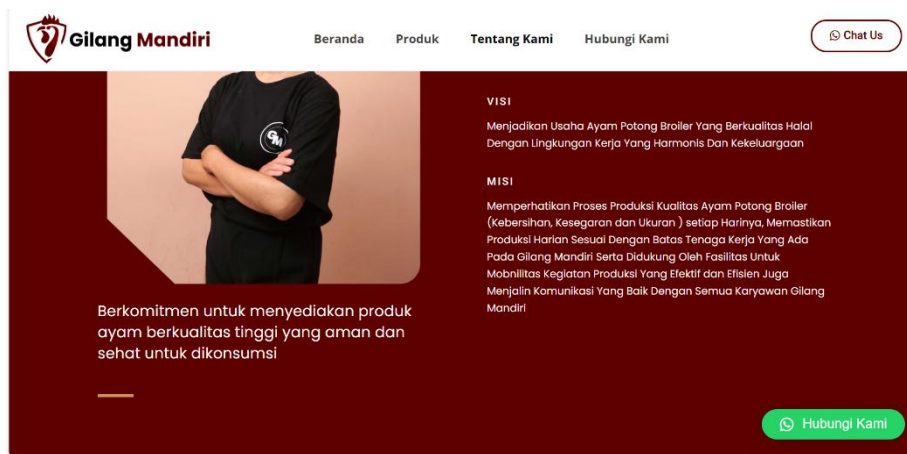 Gilang Mandiri
Beranda Produk Tentang Kami Hubungi Kami
Chat Us
GM
Berkomitmen untuk menyediakan produk
ayam berkualitas tinggi yang aman dan
sehat untuk dikonsumsi
VISI
Menjadikan Usaha Ayam Potong Broiler Yang Berkualitas Halal
Dengan Lingkungan Kerja Yang Harmonis Dan Kekeluargaan
MISI
Memperhatikan Proses Produksi Kualitas Ayam Potong Broiler
(Kebersihan, Kesegaran dan Ukuran ) setiap Harinya, Memastikan
Produksi Harian Sesuai Dengan Batas Tenaga Kerja Yang Ada
Pada Gilang Mandiri Serta Didukung Oleh Fasilitas Untuk
Mobnilitas Kegiatan Produksi Yang Efektif dan Efisien Juga
Menjalin Komunikasi Yang Baik Dengan Semua Karyawan Gilang
Mandiri
Hubungi Kami